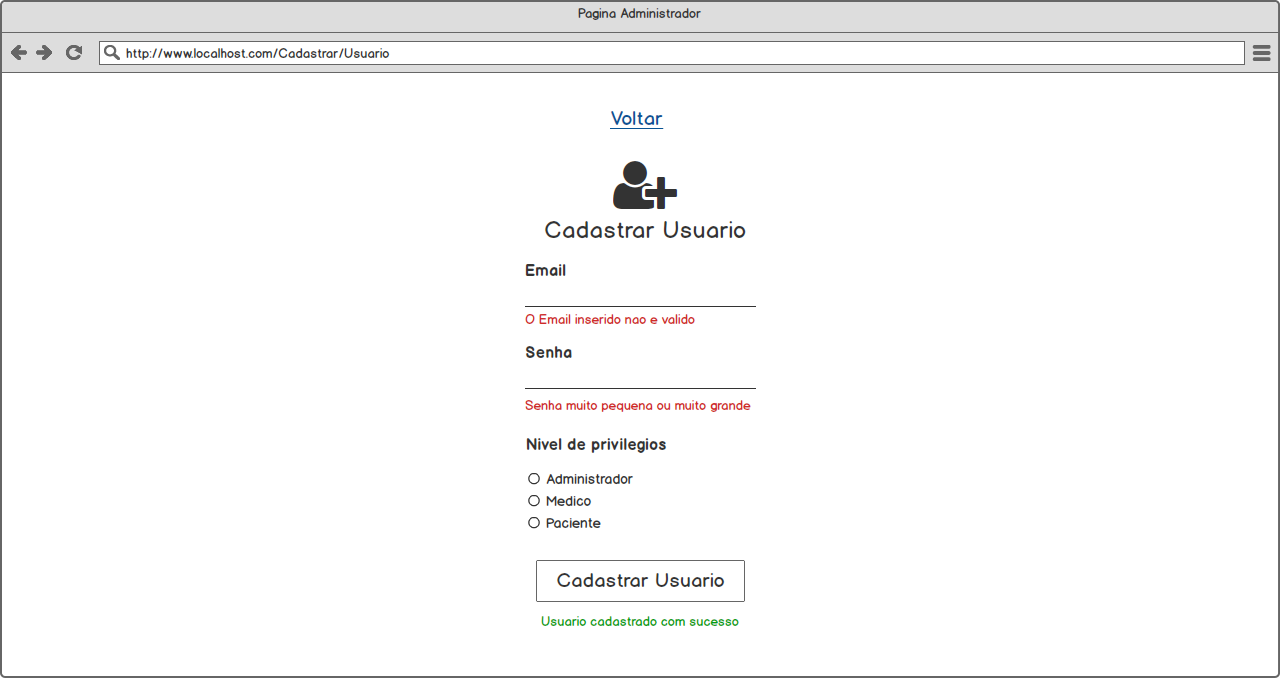 Pagina Administrador
http://www.localhost.com/Cadastrar/Usuario
Voltar
Cadastrar Usuario
Email
O Email inserido nao e valido
Senha
Senha muito pequena ou muito grande
Nivel de privilegios
Administrador
Medico
Paciente
Cadastrar Usuario
Usuario cadastrado com sucesso